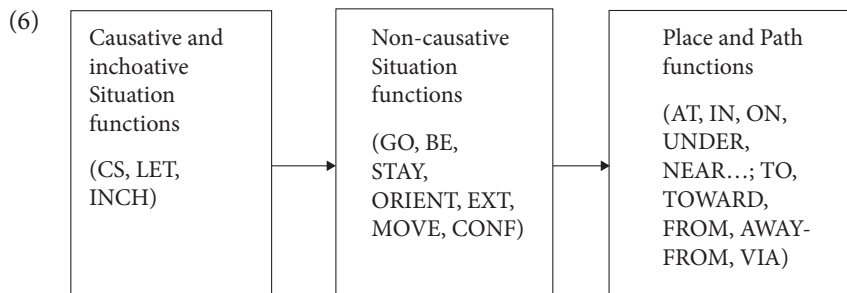 (6)
Causative and
inchoative
Situation
functions
(CS, LET,
INCH)
Non-causative
Situation
functions
(GO, BE,
STAY,
ORIENT, EXT,
MOVE, CONF)
Place and Path
functions
(AT, IN, ON,
UNDER,
NEAR…; TO,
TOWARD,
FROM, AWAY-
FROM, VIA)